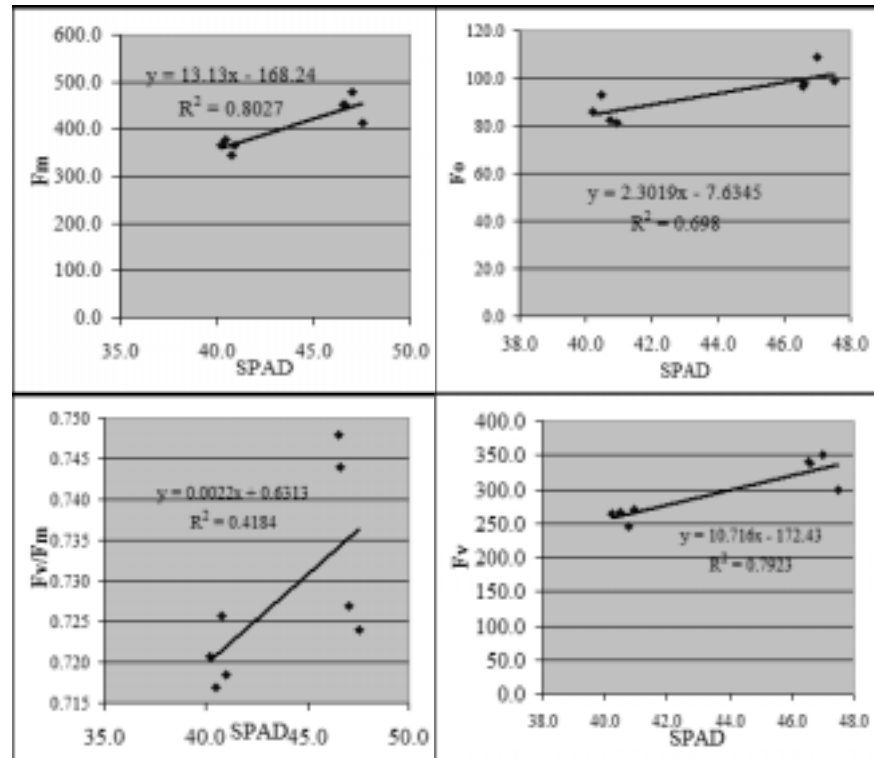 600.0
500.0
400.0
300.0
200.0
100.0
0.0
Fm
y = 13.13x - 168.24
R² = 0.8027
35.0 40.0 45.0 50.0
SPAD
120.0
100.0
80.0
60.0
40.0
20.0
0.0
Fo
y = 2.3019x - 7.6345
R² = 0.698
38.0 40.0 42.0 44.0 46.0 48.0
SPAD
0.750
0.745
0.740
0.735
0.730
0.725
0.720
0.715
Fv/Fm
y = 0.0022x + 0.6313
R² = 0.4184
35.0 40.0 45.0 50.0
SPAD
400.0
350.0
300.0
250.0
200.0
150.0
100.0
50.0
0.0
Fv
y = 10.716x - 172.43
R² = 0.7923
38.0 40.0 42.0 44.0 46.0 48.0
SPAD